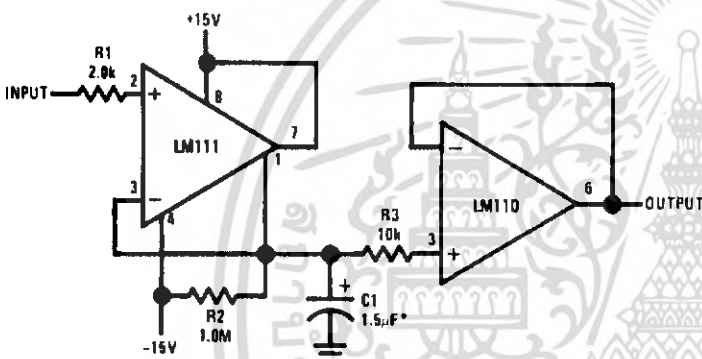 +15V
R1
2.0k
INPUT
2
+
8
LM111
7
1
3
−
4
R2
1.0M
-15V
+
C1
1.5μF*
R3
10k
−
LM110
3
+
6
OUTPUT